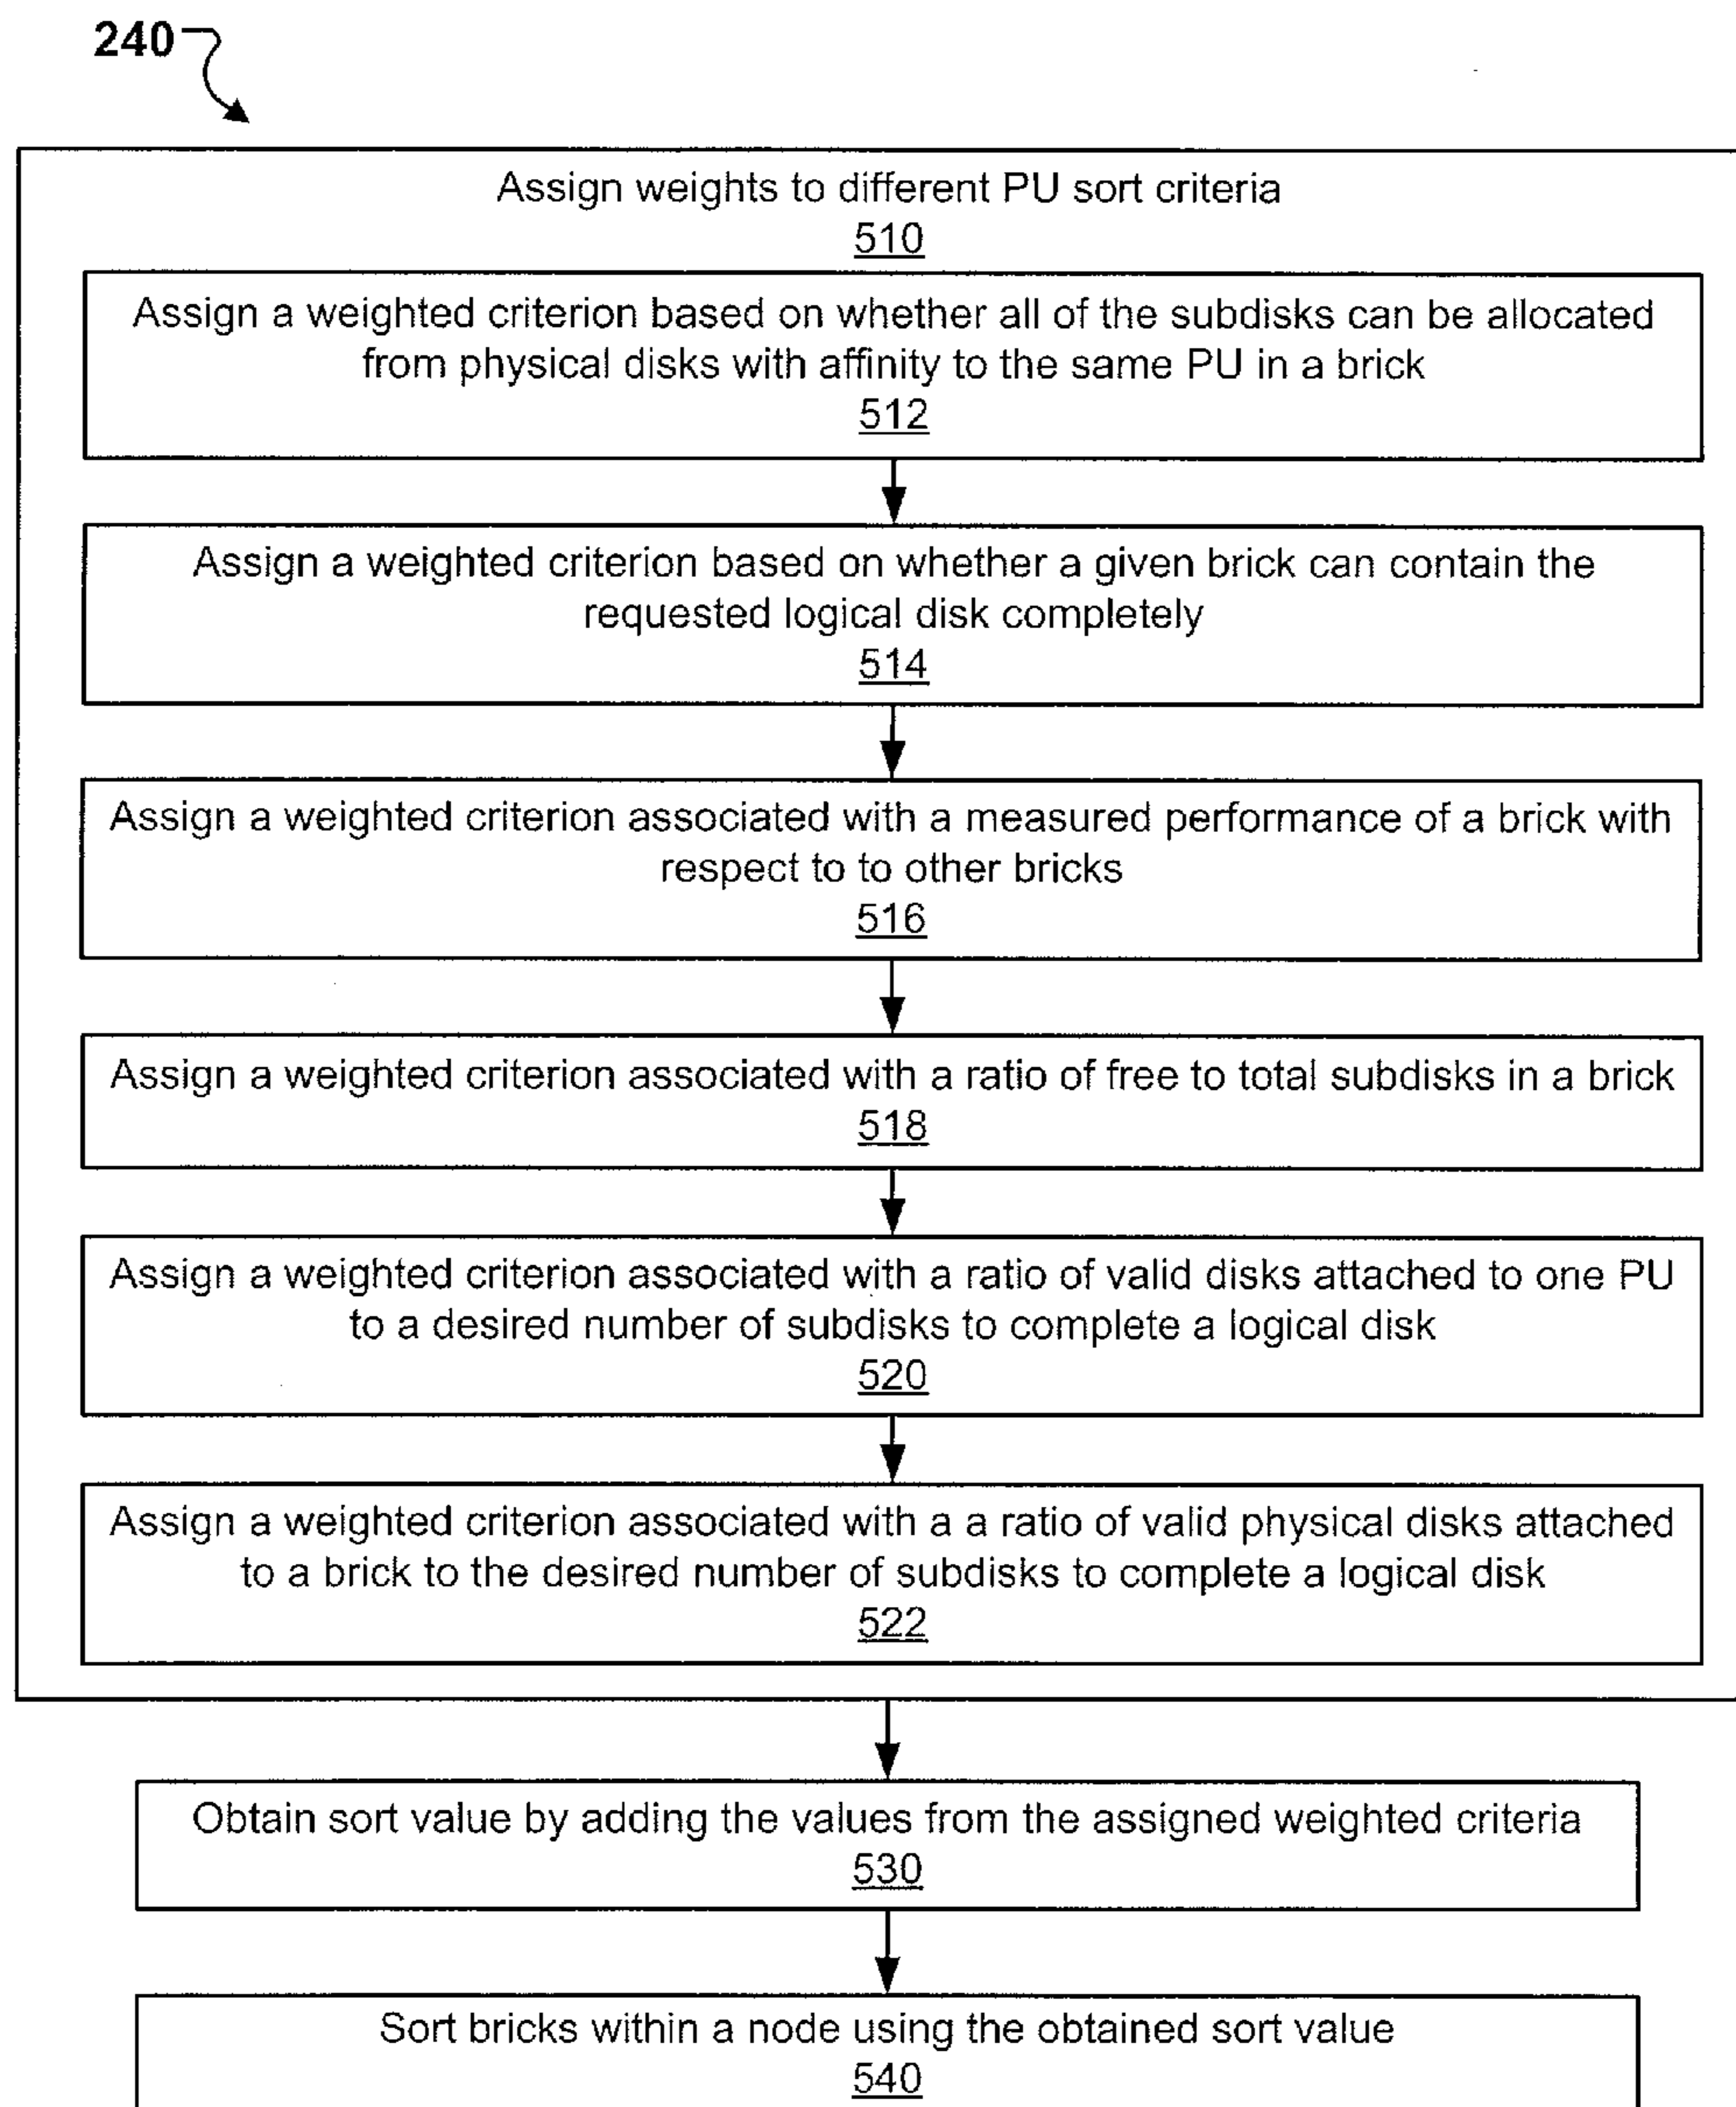 240
Assign weights to different PU sort criteria
510
Assign a weighted criterion based on whether all of the subdisks can be allocated
from physical disks with affinity to the same PU in a brick
512
Assign a weighted criterion based on whether a given brick can contain the
requested logical disk completely
514
Assign a weighted criterion associated with a measured performance of a brick with
respect to to other bricks
516
Assign a weighted criterion associated with a ratio of free to total subdisks in a brick
518
Assign a weighted criterion associated with a ratio of valid disks attached to one PU
to a desired number of subdisks to complete a logical disk
520
Assign a weighted criterion associated with a a ratio of valid physical disks attached
to a brick to the desired number of subdisks to complete a logical disk
522
Obtain sort value by adding the values from the assigned weighted criteria
530
Sort bricks within a node using the obtained sort value
540